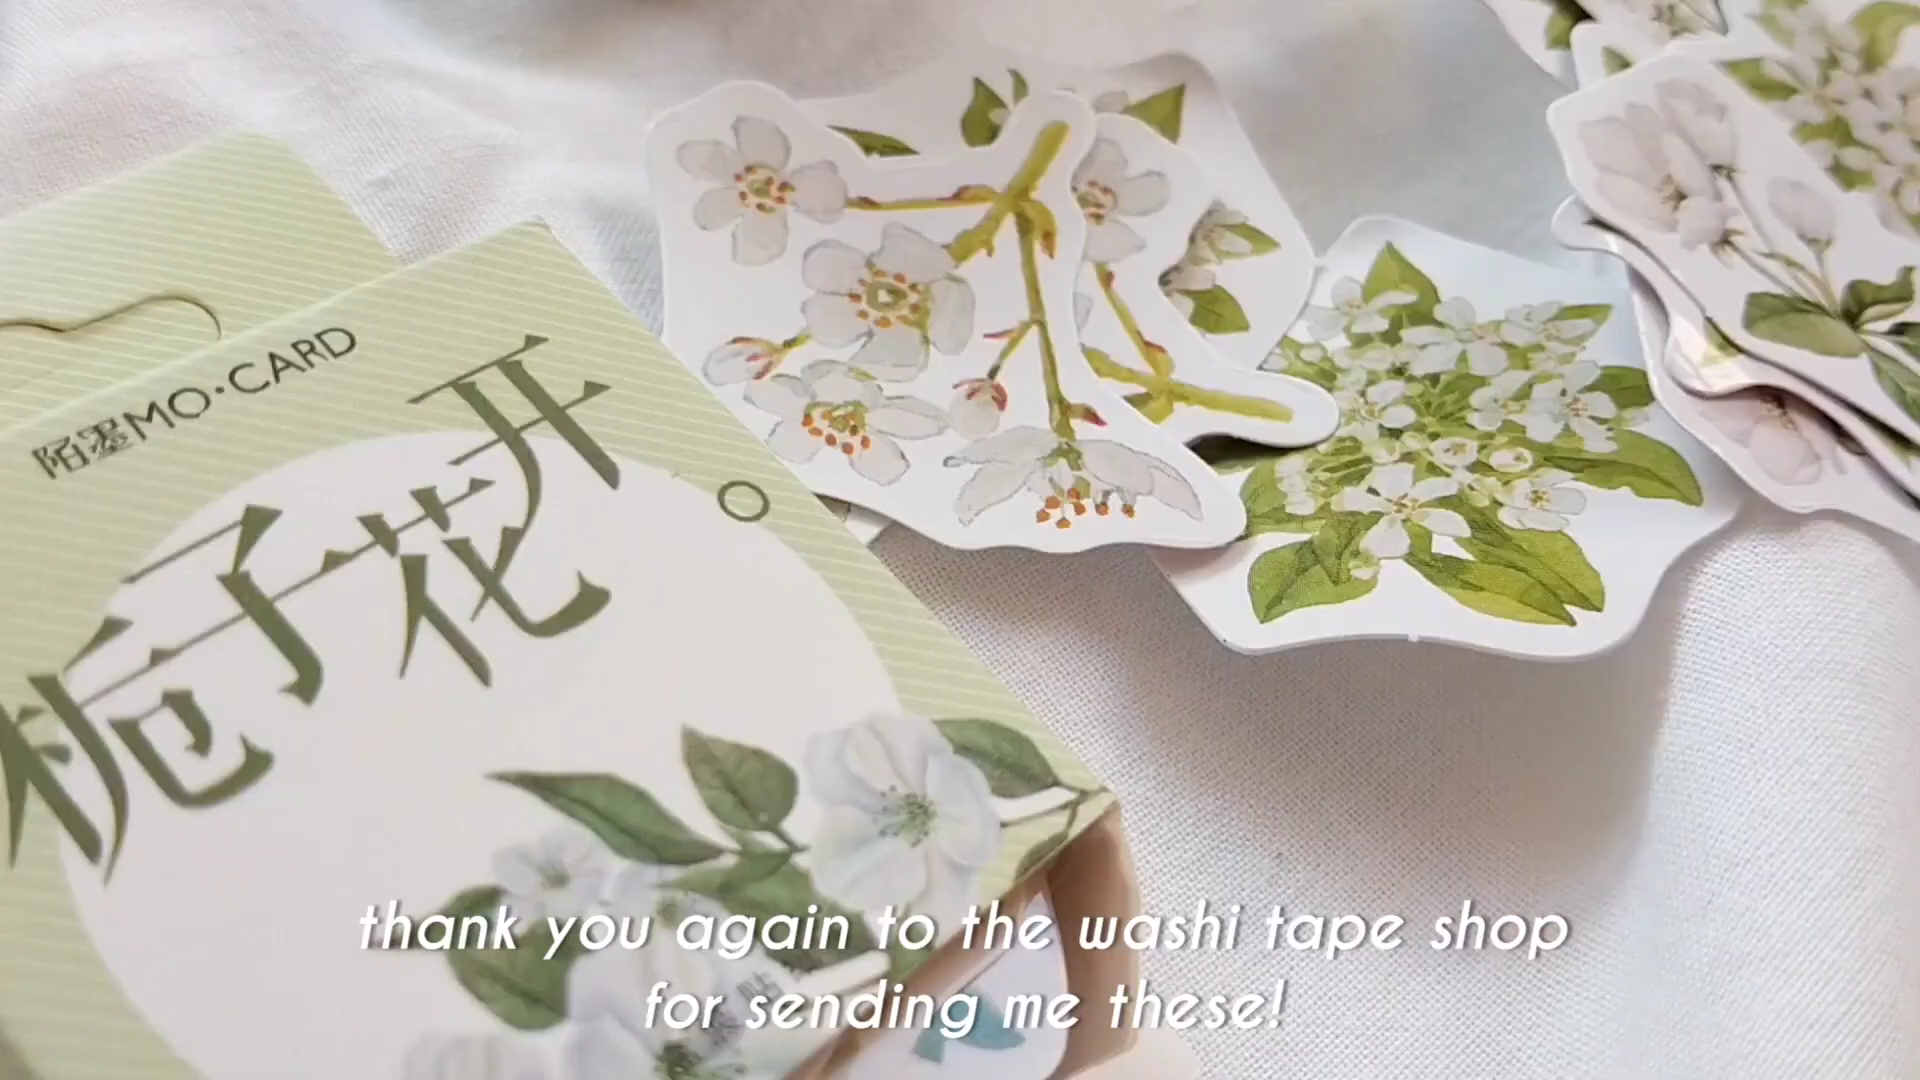 陌墨MO·CARD
栀子花开
thank you again to the washi tape shop
for sending me these!